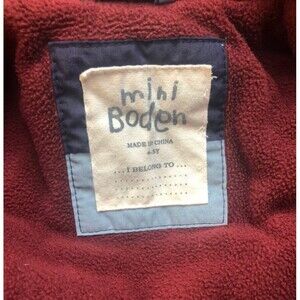 mini
Boden
MADE IN CHINA
4-5Y
... I BELONG TO ...